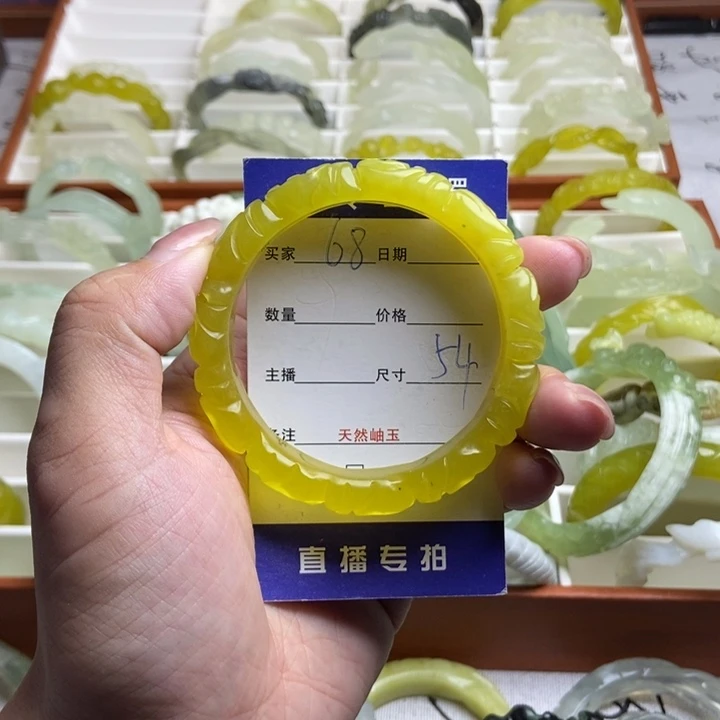 买家 68 日期
数量 价格
主播 尺寸 54
注 天然岫玉
直播专拍